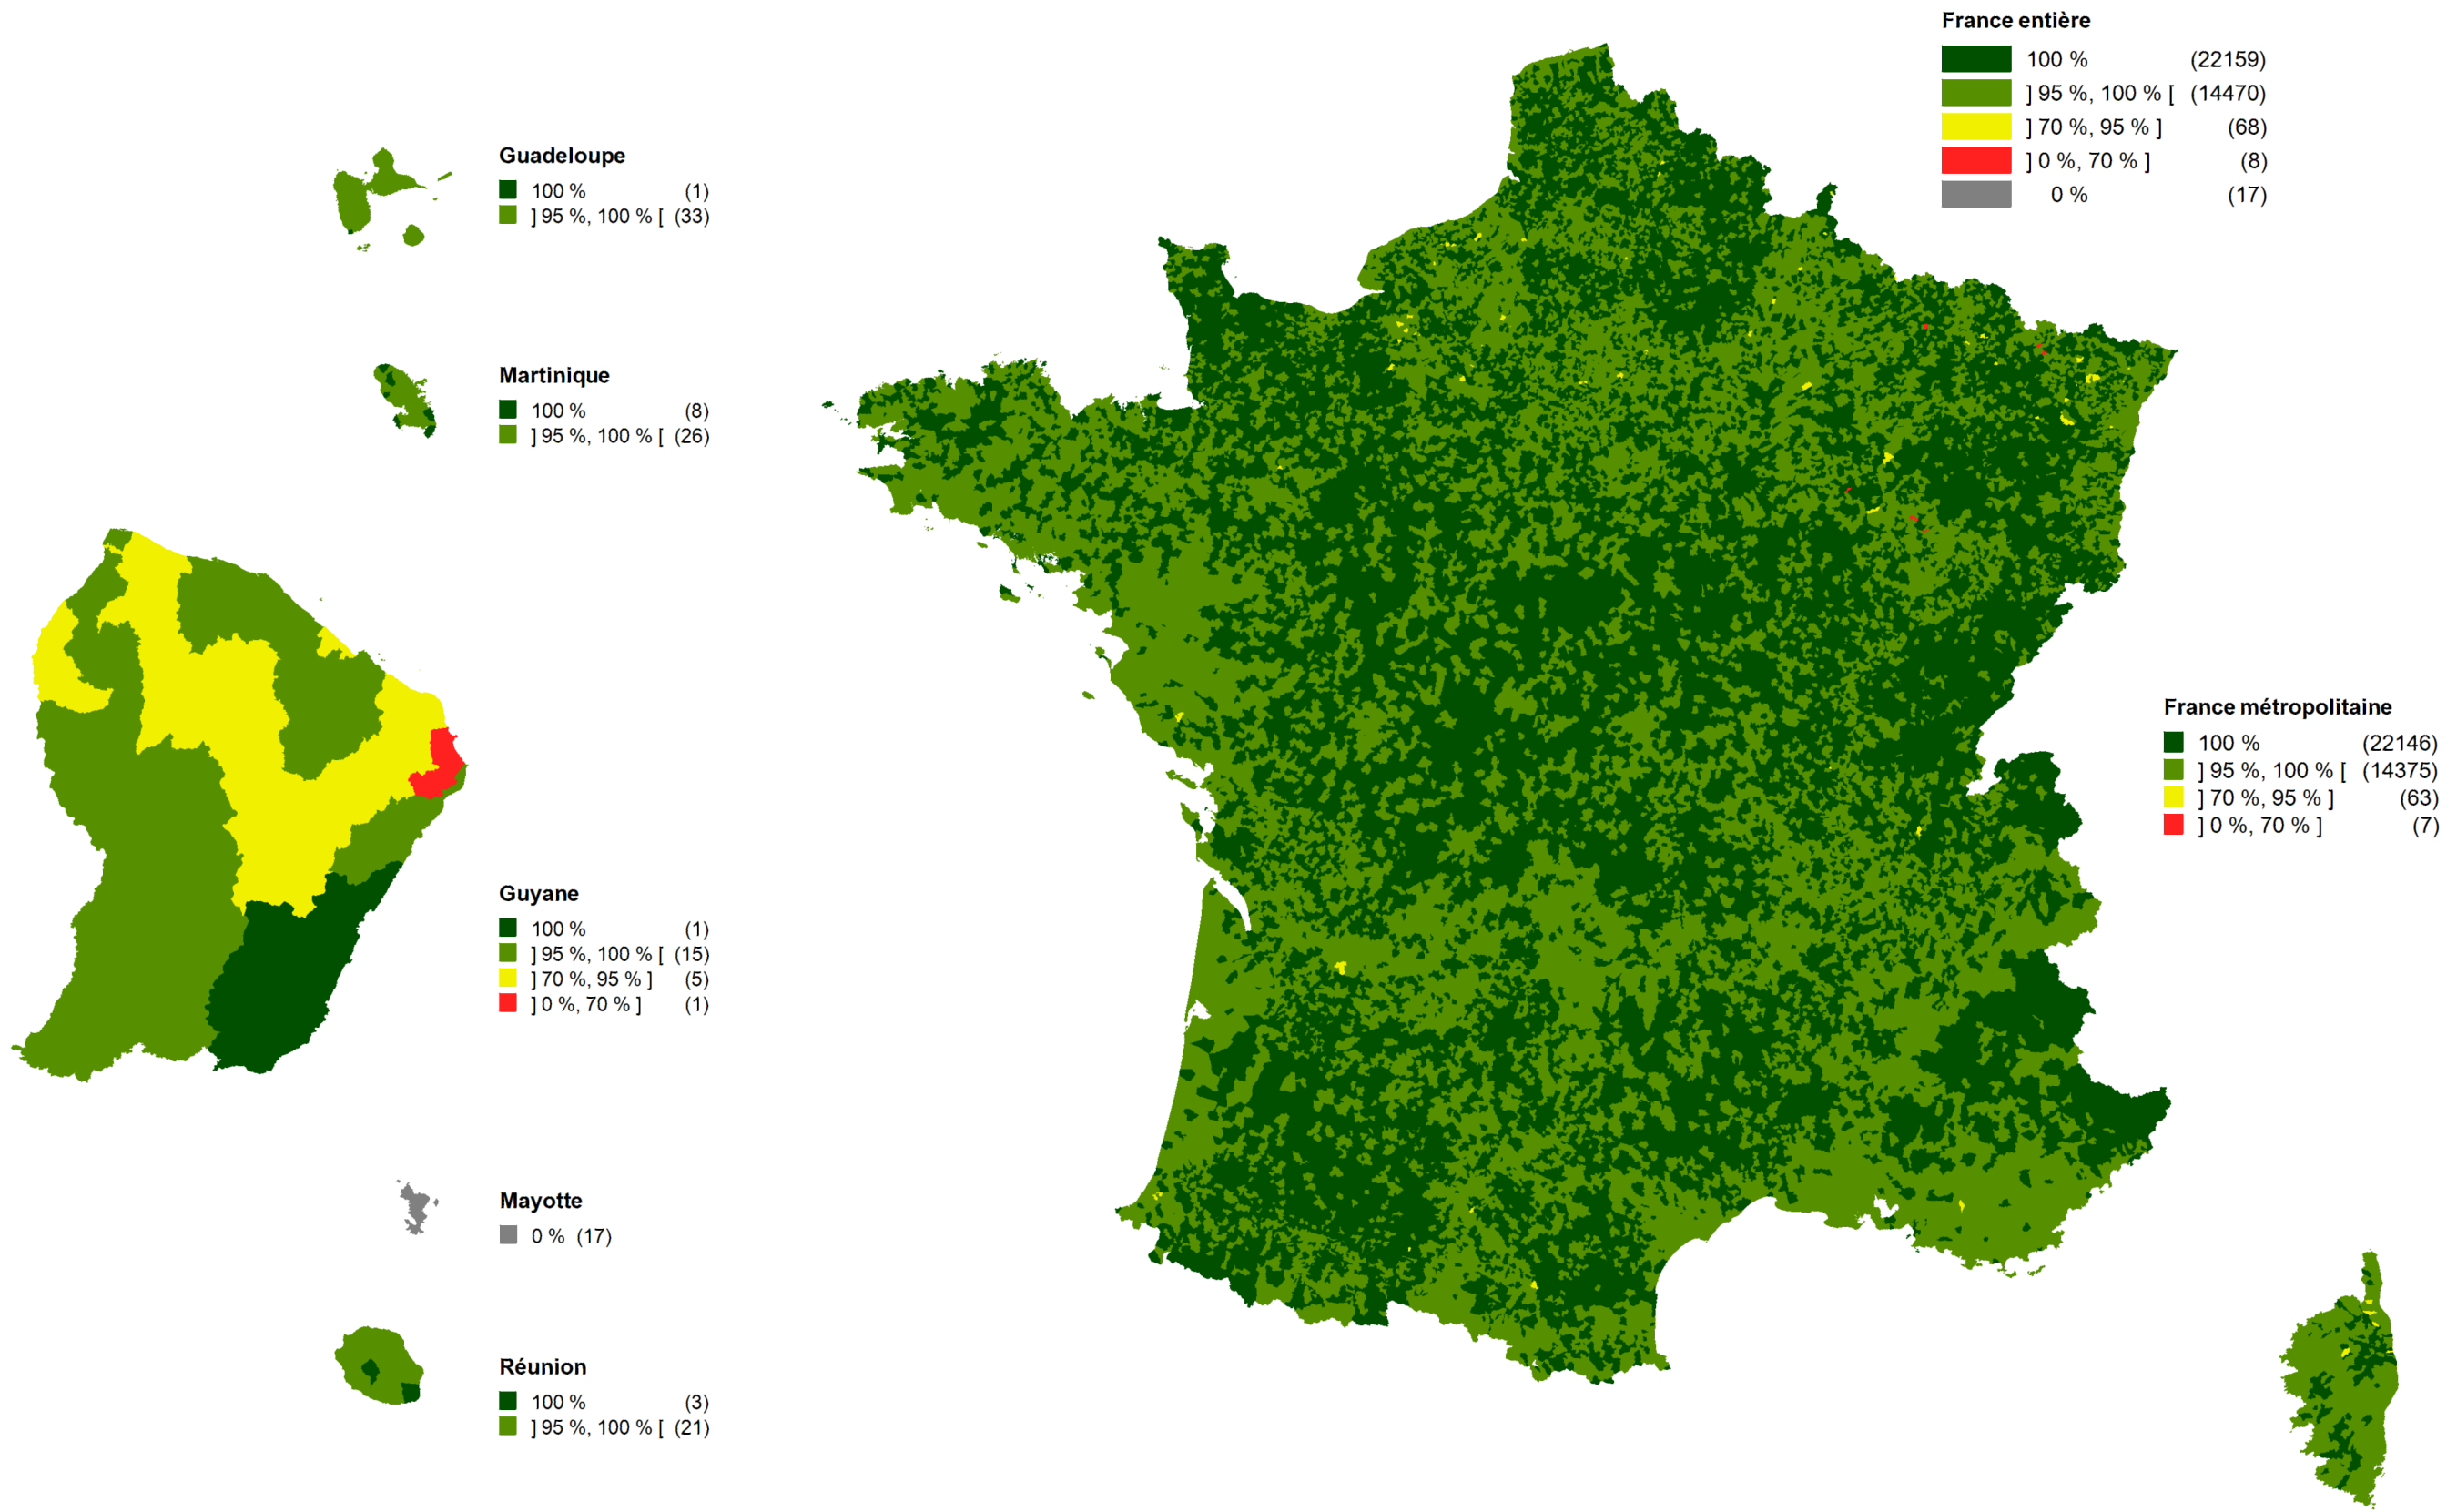 France entière
100 % (22159)
] 95 %, 100 % [ (14470)
] 70 %, 95 % ] (68)
] 0 %, 70 % ] (8)
0 % (17)
Guadeloupe
100 % (1)
] 95 %, 100 % [ (33)
Martinique
100 % (8)
] 95 %, 100 % [ (26)
France métropolitaine
100 % (22146)
] 95 %, 100 % [ (14375)
] 70 %, 95 % ] (63)
] 0 %, 70 % ] (7)
Guyane
100 % (1)
] 95 %, 100 % [ (15)
] 70 %, 95 % ] (5)
] 0 %, 70 % ] (1)
Mayotte
0 % (17)
Réunion
100 % (3)
] 95 %, 100 % [ (21)